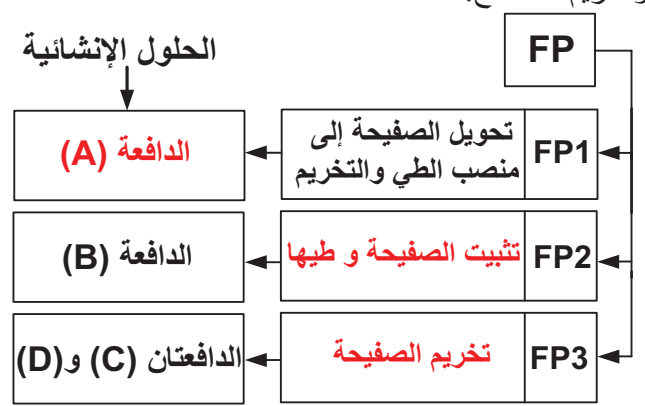 FP
الحلول الإنشائية
FP1
تحويل الصفيحة إلى
منصب الطي والتخريم
الدافعة (A)
FP2
تثبيت الصفيحة و طيها
الدافعة (B)
FP3
تخريم الصفيحة
الدافعتان (C) و(D)